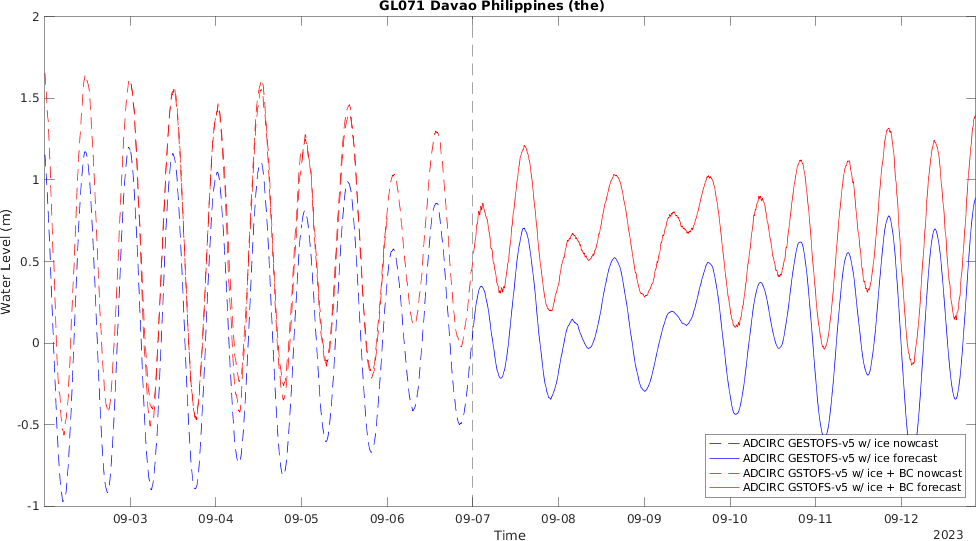 GL071 Davao Philippines (the)
2
1.5
1
0.5
0
-0.5
-1
Water Level (m)
09-03 09-04 09-05 09-06 09-07 09-08 09-09 09-10 09-11 09-12
Time
2023
ADCIRC GESTOFS-v5 w/ ice nowcast
ADCIRC GESTOFS-v5 w/ ice forecast
ADCIRC GSTOFS-v5 w/ ice + BC nowcast
ADCIRC GSTOFS-v5 w/ ice + BC forecast